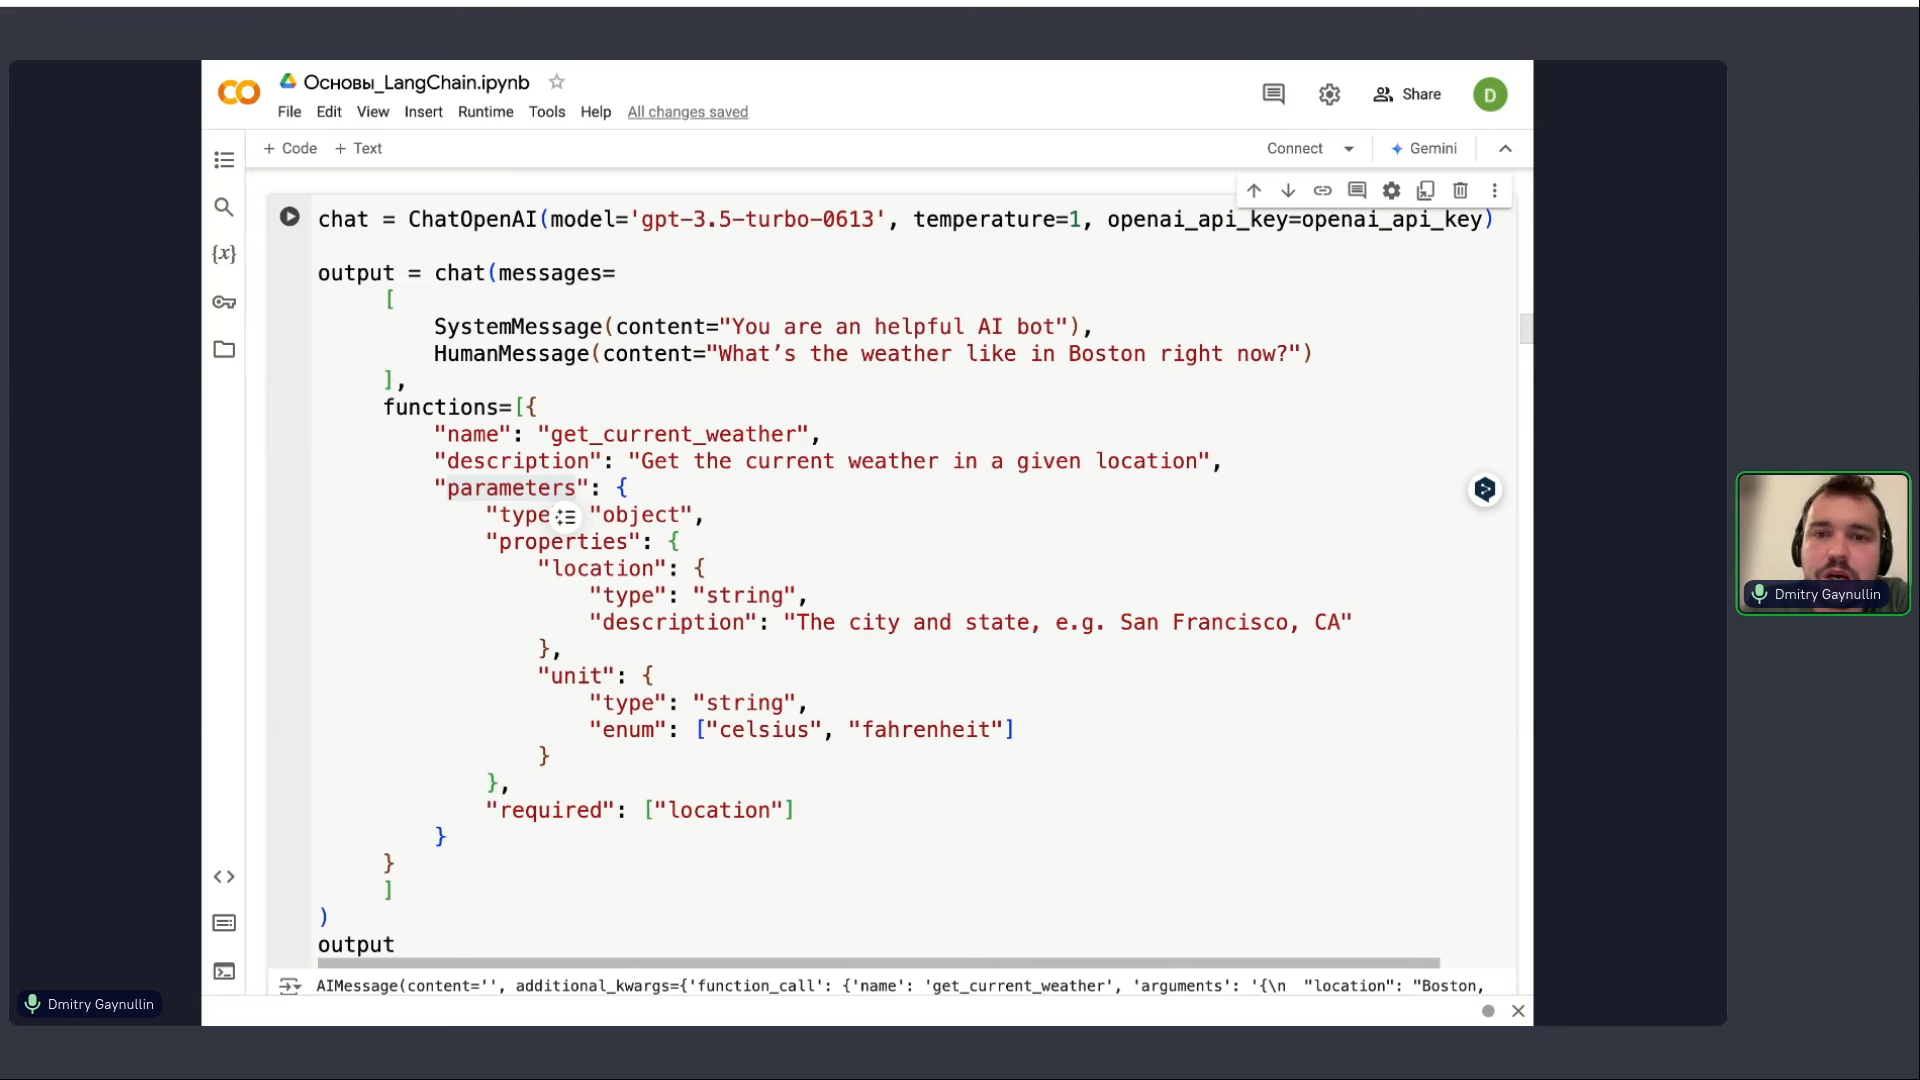 Основы_LangChain.ipynb
File Edit View Insert Runtime Tools Help All changes saved
Share
D
+ Code + Text
Connect
Gemini
chat = ChatOpenAI(model='gpt-3.5-turbo-0613', temperature=1, openai_api_key=openai_api_key)
output = chat(messages=
[
SystemMessage(content="You are an helpful AI bot"),
HumanMessage(content="What’s the weather like in Boston right now?")
],
functions=[{
"name": "get_current_weather",
"description": "Get the current weather in a given location",
"parameters": {
"type "object",
"properties": {
"location": {
"type": "string",
"description": "The city and state, e.g. San Francisco, CA"
},
"unit": {
"type": "string",
"enum": ["celsius", "fahrenheit"]
}
},
"required": ["location"]
}
}
]
)
output
AIMessage(content='', additional_kwargs={'function_call': {'name': 'get_current_weather', 'arguments': '{\n "location": "Boston,
Dmitry Gaynullin
Dmitry Gaynullin